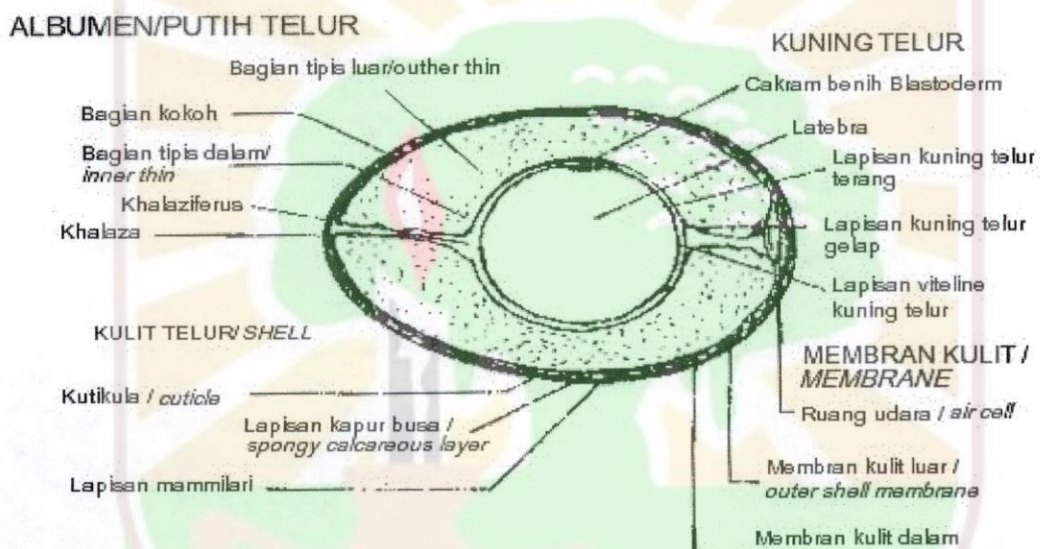 ALBUMEN/PUTIH TELUR
Bagian tipis luar/outher thin
Bagian kokoh
Bagian tipis dalam/
inner thin
Khalaziferus
Khalaza
KUNING TELUR
Cakram benih Blastoderm
Latebra
Lapisan kuning telur
terang
Lapisan kuning telur
gelap
Lapisan viteline
kuning telur
KULIT TELUR/SHELL
Kutikula / cuticle
Lapisan kapur busa /
spongy calcareous layer
Lapisan mammilari
MEMBRAN KULIT /
MEMBRANE
Ruang udara / air cell
Membran kulit luar /
outer shell membrane
Membran kulit dalam